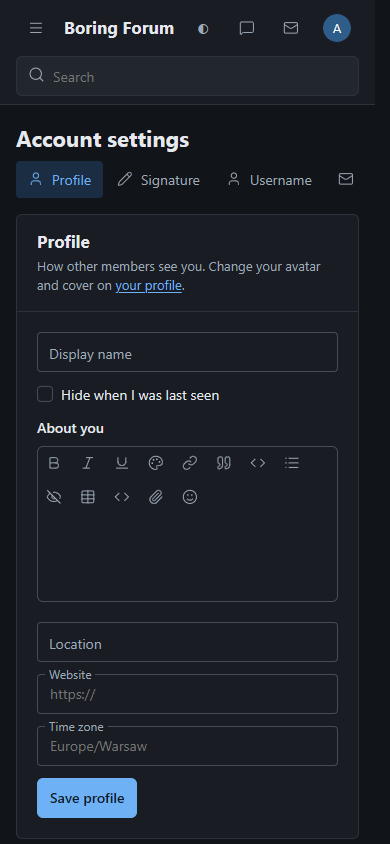 Boring Forum
A
Search
Account settings
Profile
Signature
Username
Profile
How other members see you. Change your avatar
and cover on your profile.
Display name
Hide when I was last seen
About you
Location
Website
https://
Time zone
Europe/Warsaw
Save profile